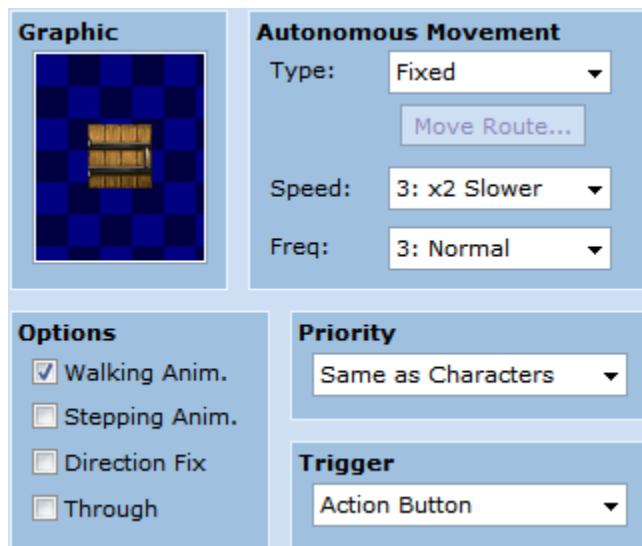 Graphic
Autonomous Movement
Type:
Fixed
Move Route...
Speed:
3: x2 Slower
Freq:
3: Normal
Options
Walking Anim.
Stepping Anim.
Direction Fix
Through
Priority
Same as Characters
Trigger
Action Button